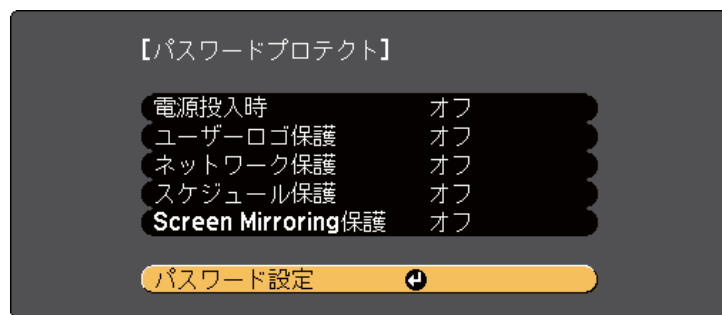 【パスワードプロテクト】
電源投入時 オフ
ユーザーロゴ保護 オフ
ネットワーク保護 オフ
スケジュール保護 オフ
Screen Mirroring保護 オフ
パスワード設定